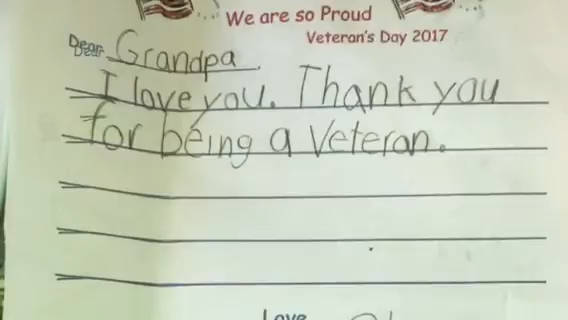 We are so Proud
Veteran's Day 2017
Dear Grandpa
I love you. Thank you
for being a Veteran.
Love